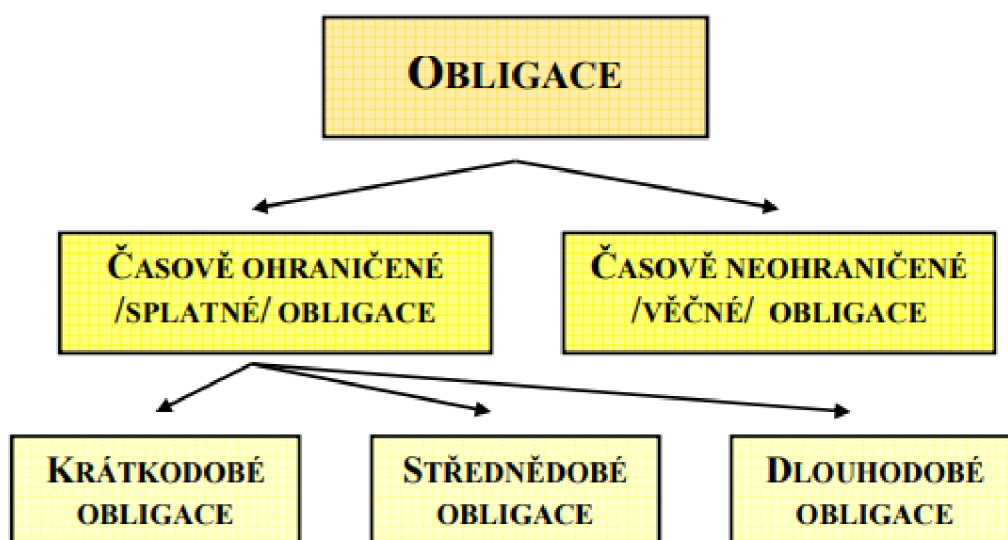 OBLIGACE
ČASOVĚ OHRANIČENÉ
/SPLATNÉ/ OBLIGACE
ČASOVĚ NEOHRANIČENÉ
/VĚČNÉ/ OBLIGACE
KRÁTKODOBÉ
OBLIGACE
STŘEDNĚDOBÉ
OBLIGACE
DLOUHODOBÉ
OBLIGACE